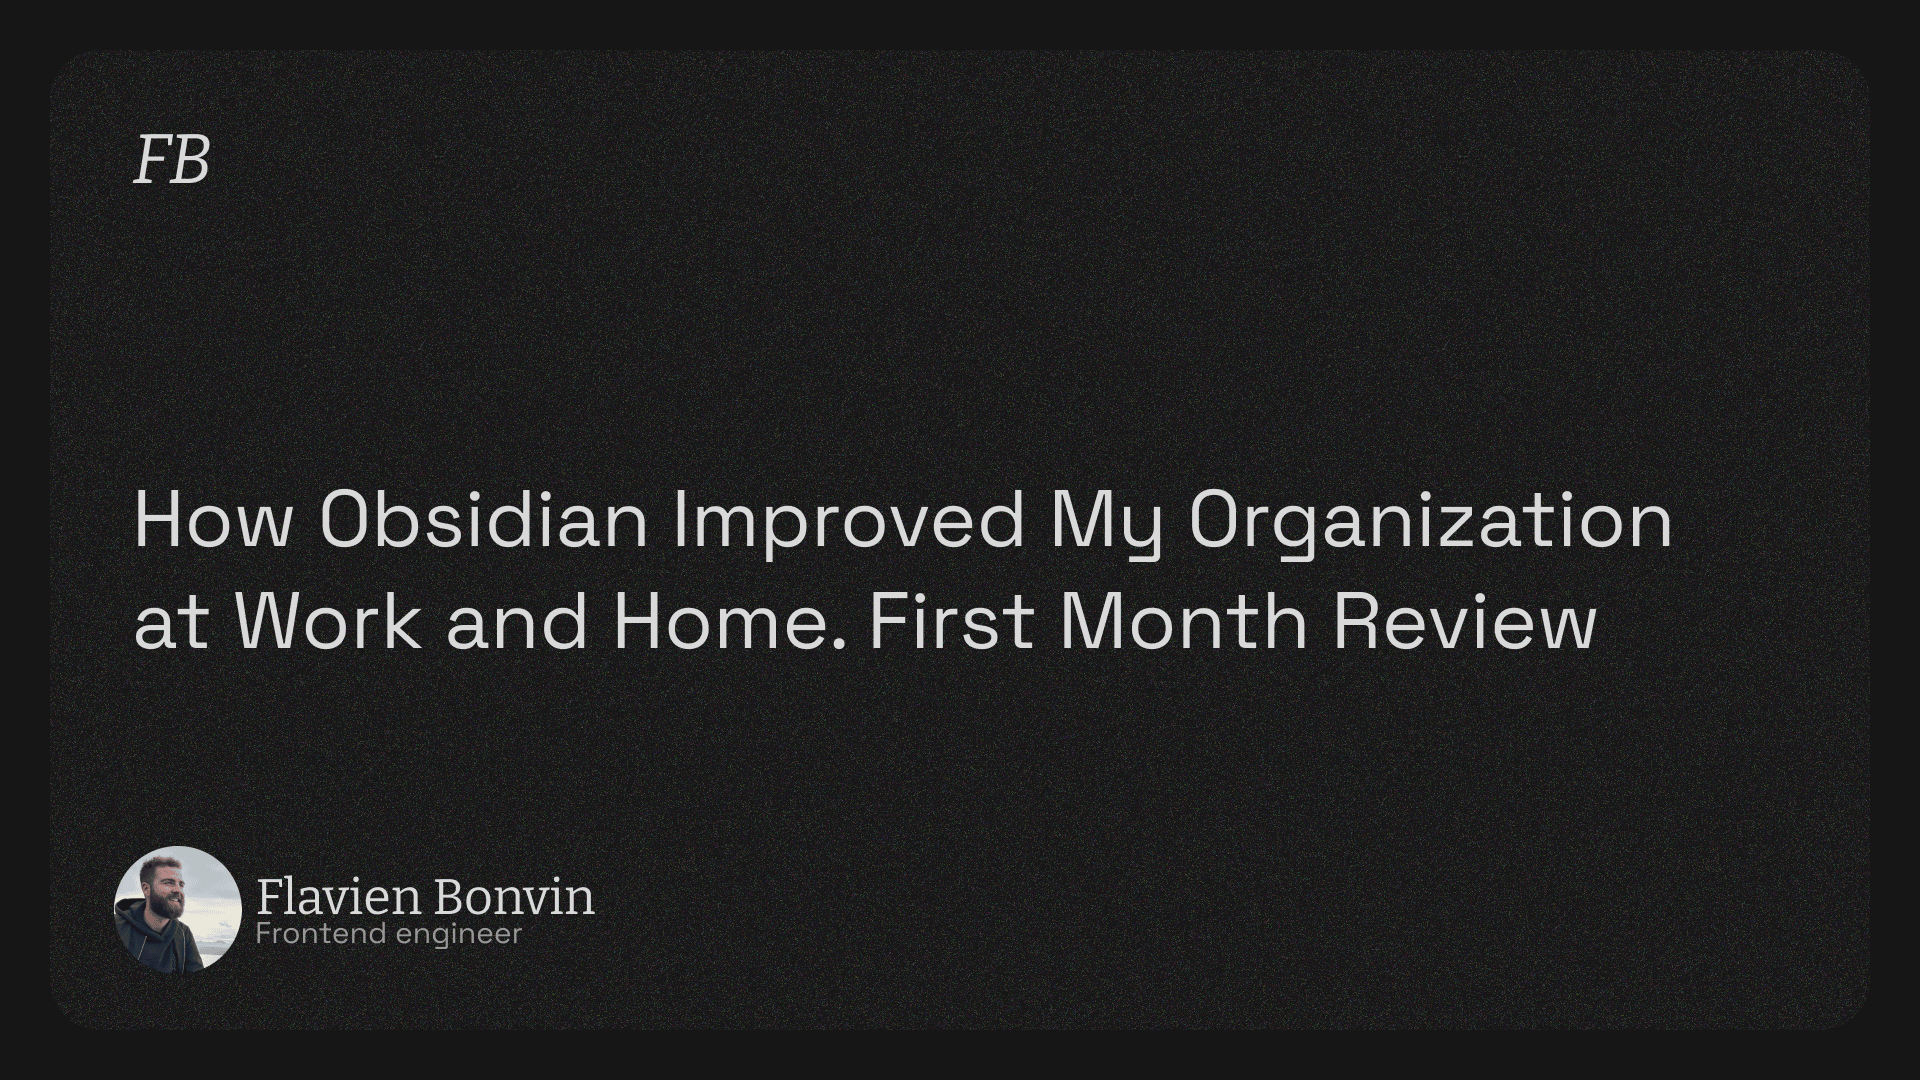 FB
How Obsidian Improved My Organization
at Work and Home. First Month Review
Flavien Bonvin
Frontend engineer